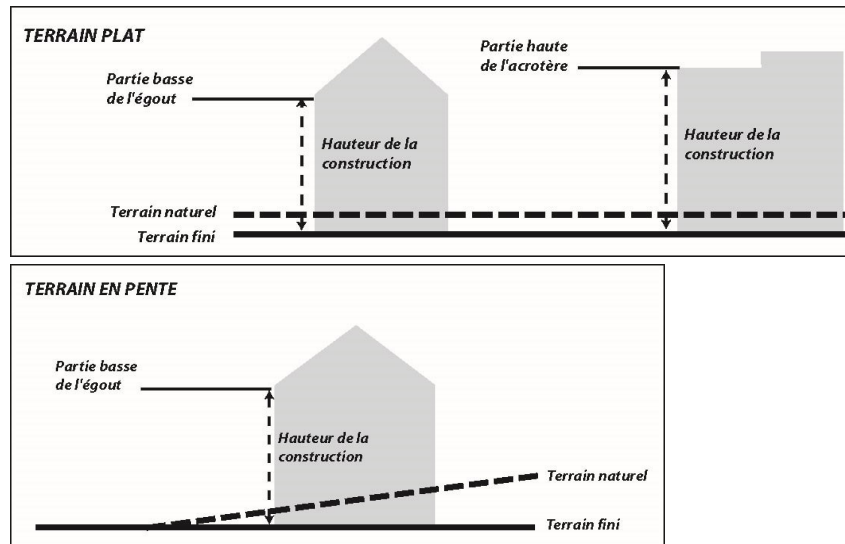 TERRAIN PLAT
Partie basse
de l'égout
Hauteur de la
construction
Partie haute
de l'acrotère
Hauteur de la
construction
Terrain naturel
Terrain fini
TERRAIN EN PENTE
Partie basse
de l'égout
Hauteur de la
construction
Terrain naturel
Terrain fini